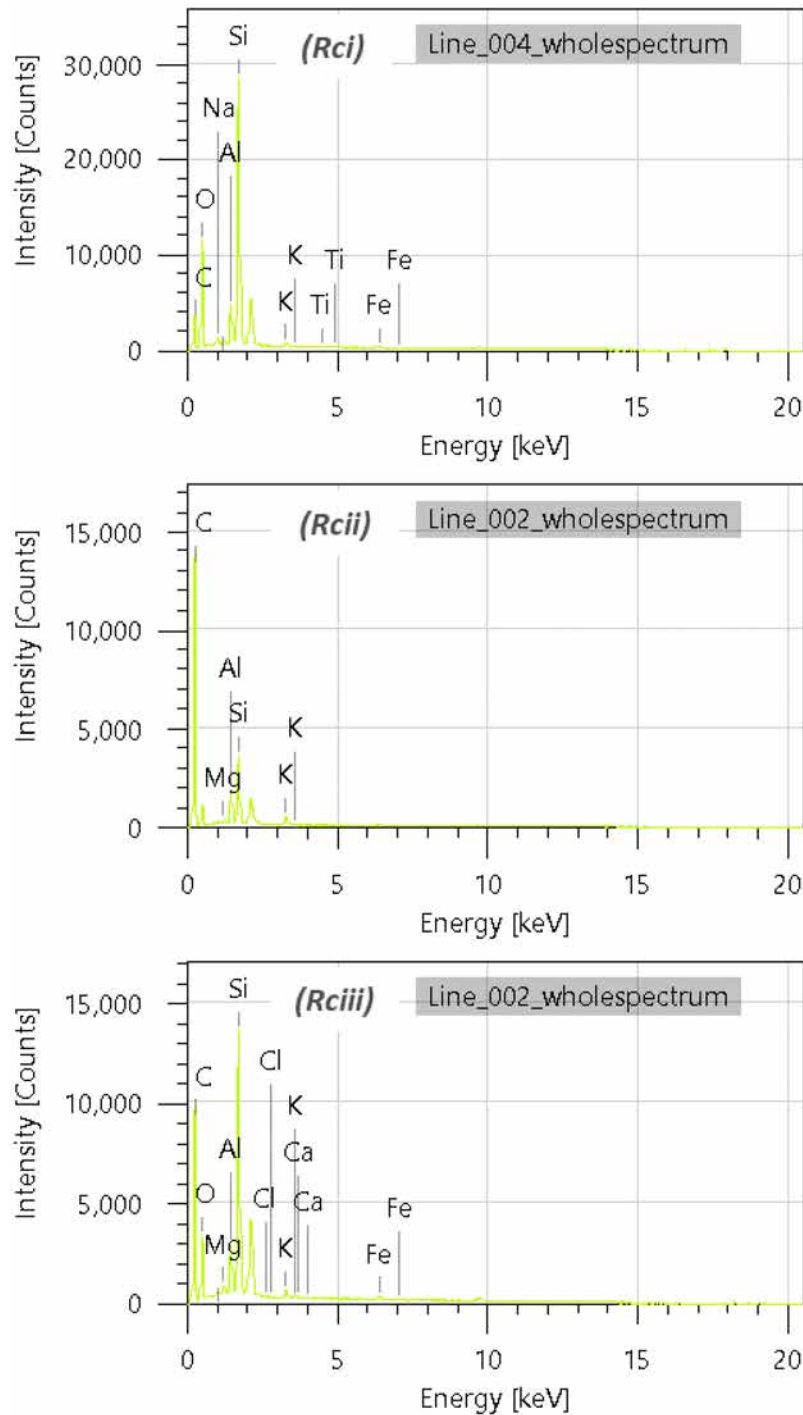 (Rci) Line_004_wholespectrum
Intensity [Counts]
30,000
20,000
10,000
0
Si
Na
Al
O
C
K
K
Ti
Ti
Fe
Fe
0 5 10 15 20
Energy [keV]
(Rcii) Line_002_wholespectrum
Intensity [Counts]
15,000
10,000
5,000
0
C
Al
Si
Mg
K
K
0 5 10 15 20
Energy [keV]
(Rciii) Line_002_wholespectrum
Intensity [Counts]
15,000
10,000
5,000
0
Si
C
Cl
K
Al
Ca
O
Cl
Ca
Mg
K
Fe
Fe
0 5 10 15 20
Energy [keV]